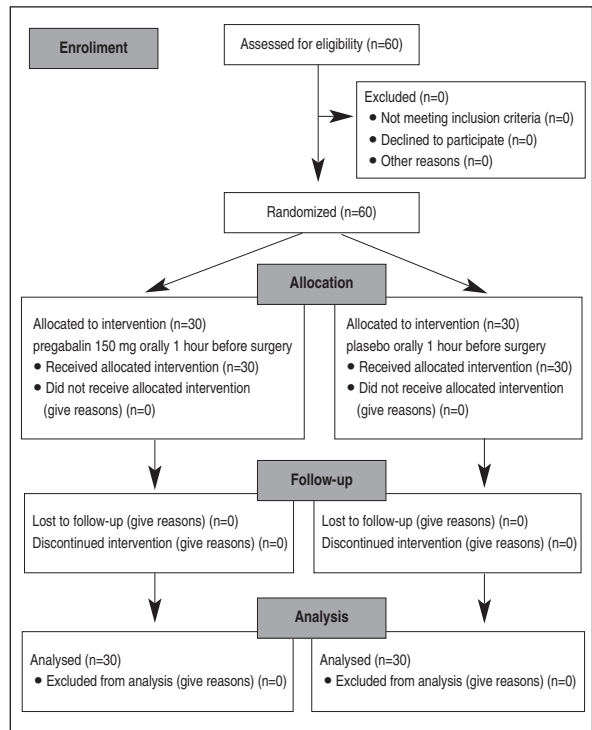 Enrollment
Assessed for eligibility (n=60)
Excluded (n=0)
• Not meeting inclusion criteria (n=0)
• Declined to participate (n=0)
• Other reasons (n=0)
Randomized (n=60)
Allocation
Allocated to intervention (n=30)
pregabalin 150 mg orally 1 hour before surgery
• Received allocated intervention (n=30)
• Did not receive allocated intervention
(give reasons) (n=0)
Allocated to intervention (n=30)
plasebo orally 1 hour before surgery
• Received allocated intervention (n=30)
• Did not receive allocated intervention
(give reasons) (n=0)
Follow-up
Lost to follow-up (give reasons) (n=0)
Discontinued intervention (give reasons) (n=0)
Lost to follow-up (give reasons) (n=0)
Discontinued intervention (give reasons) (n=0)
Analysis
Analysed (n=30)
• Excluded from analysis (give reasons) (n=0)
Analysed (n=30)
• Excluded from analysis (give reasons) (n=0)